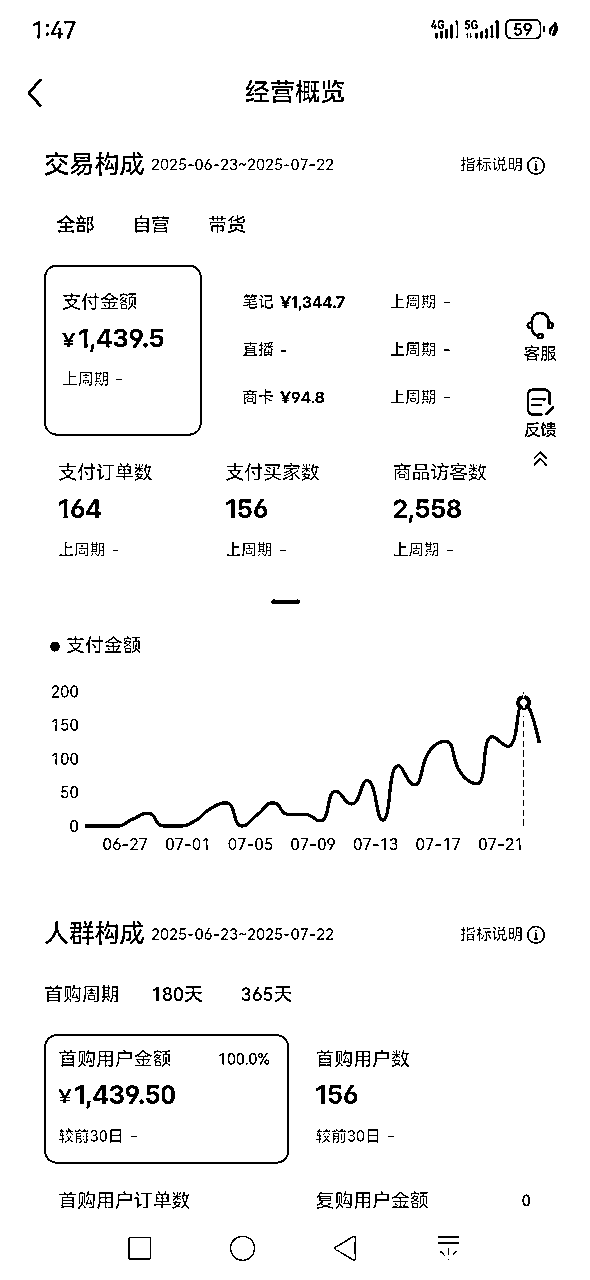 1:47 4G 5G 59
经营概览
交易构成 2025-06-23~2025-07-22 指标说明
全部 自营 带货
支付金额
¥1,439.5
上周期 -
笔记 ¥1,344.7 上周期 -
直播 - 上周期 -
商卡 ¥94.8 上周期 -
客服
反馈
支付订单数 支付买家数 商品访客数
164 156 2,558
上周期 - 上周期 - 上周期 -
支付金额
200
150
100
50
0
06-27 07-01 07-05 07-09 07-13 07-17 07-21
人群构成 2025-06-23~2025-07-22 指标说明
首购周期 180天 365天
首购用户金额 100.0% 首购用户数
¥1,439.50 156
较前30日 - 较前30日 -
首购用户订单数 复购用户金额 0